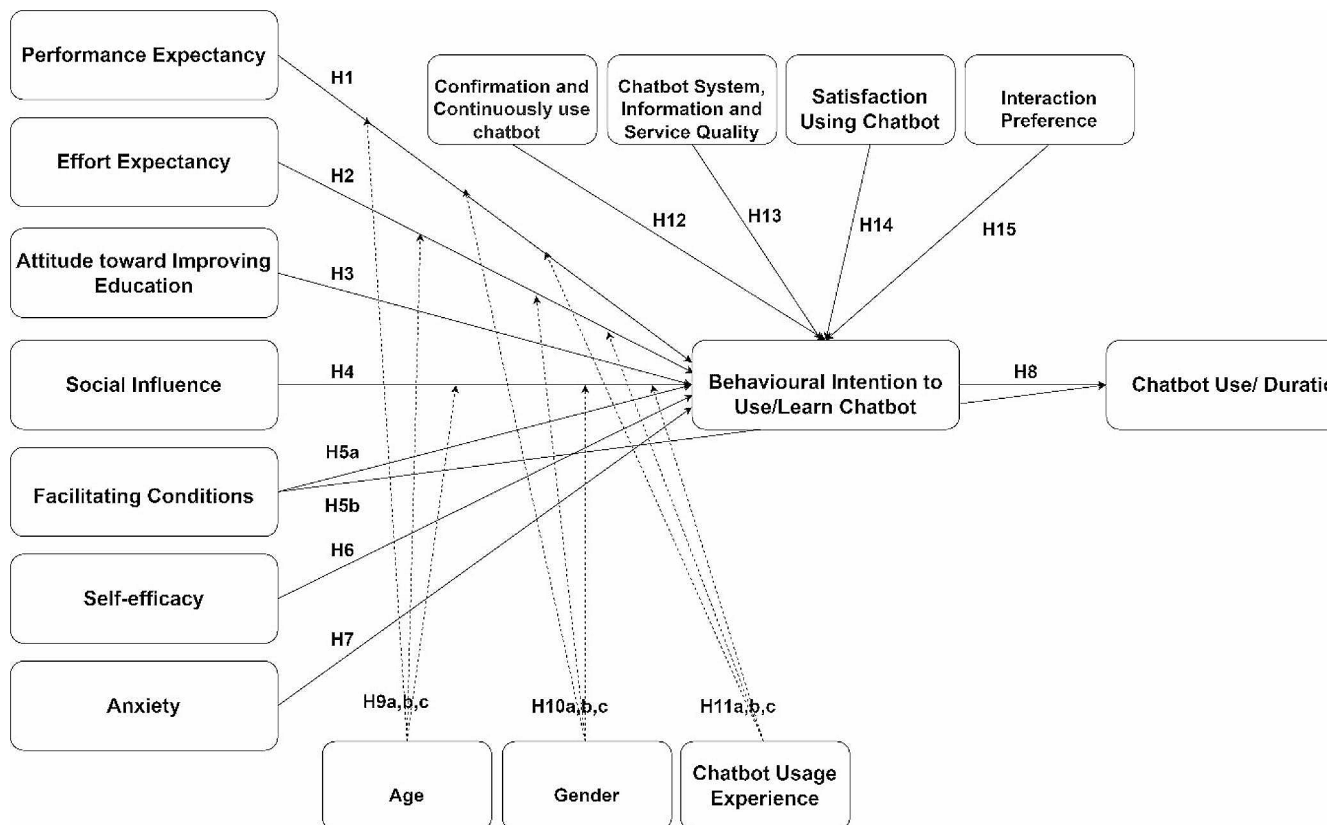 Performance Expectancy
H1
Confirmation and
Continuously use
chatbot
Chatbot System,
Information and
Service Quality
Satisfaction
Using Chatbot
Interaction
Preference
Effort Expectancy
H2
H12
H13
H14
H15
Attitude toward Improving
Education
H3
Social Influence
H4
Behavioural Intention to
Use/Learn Chatbot
H8
Chatbot Use/ Duratio
Facilitating Conditions
H5a
H5b
Self-efficacy
H6
Anxiety
H7
H9a,b,c
H10a,b,c
H11a,b,c
Age
Gender
Chatbot Usage
Experience